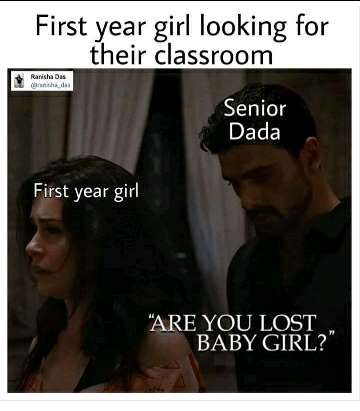 First year girl looking for
their classroom
Ranisha Das
@ranisha_das
Senior
Dada
First year girl
"ARE YOU LOST
BABY GIRL?"